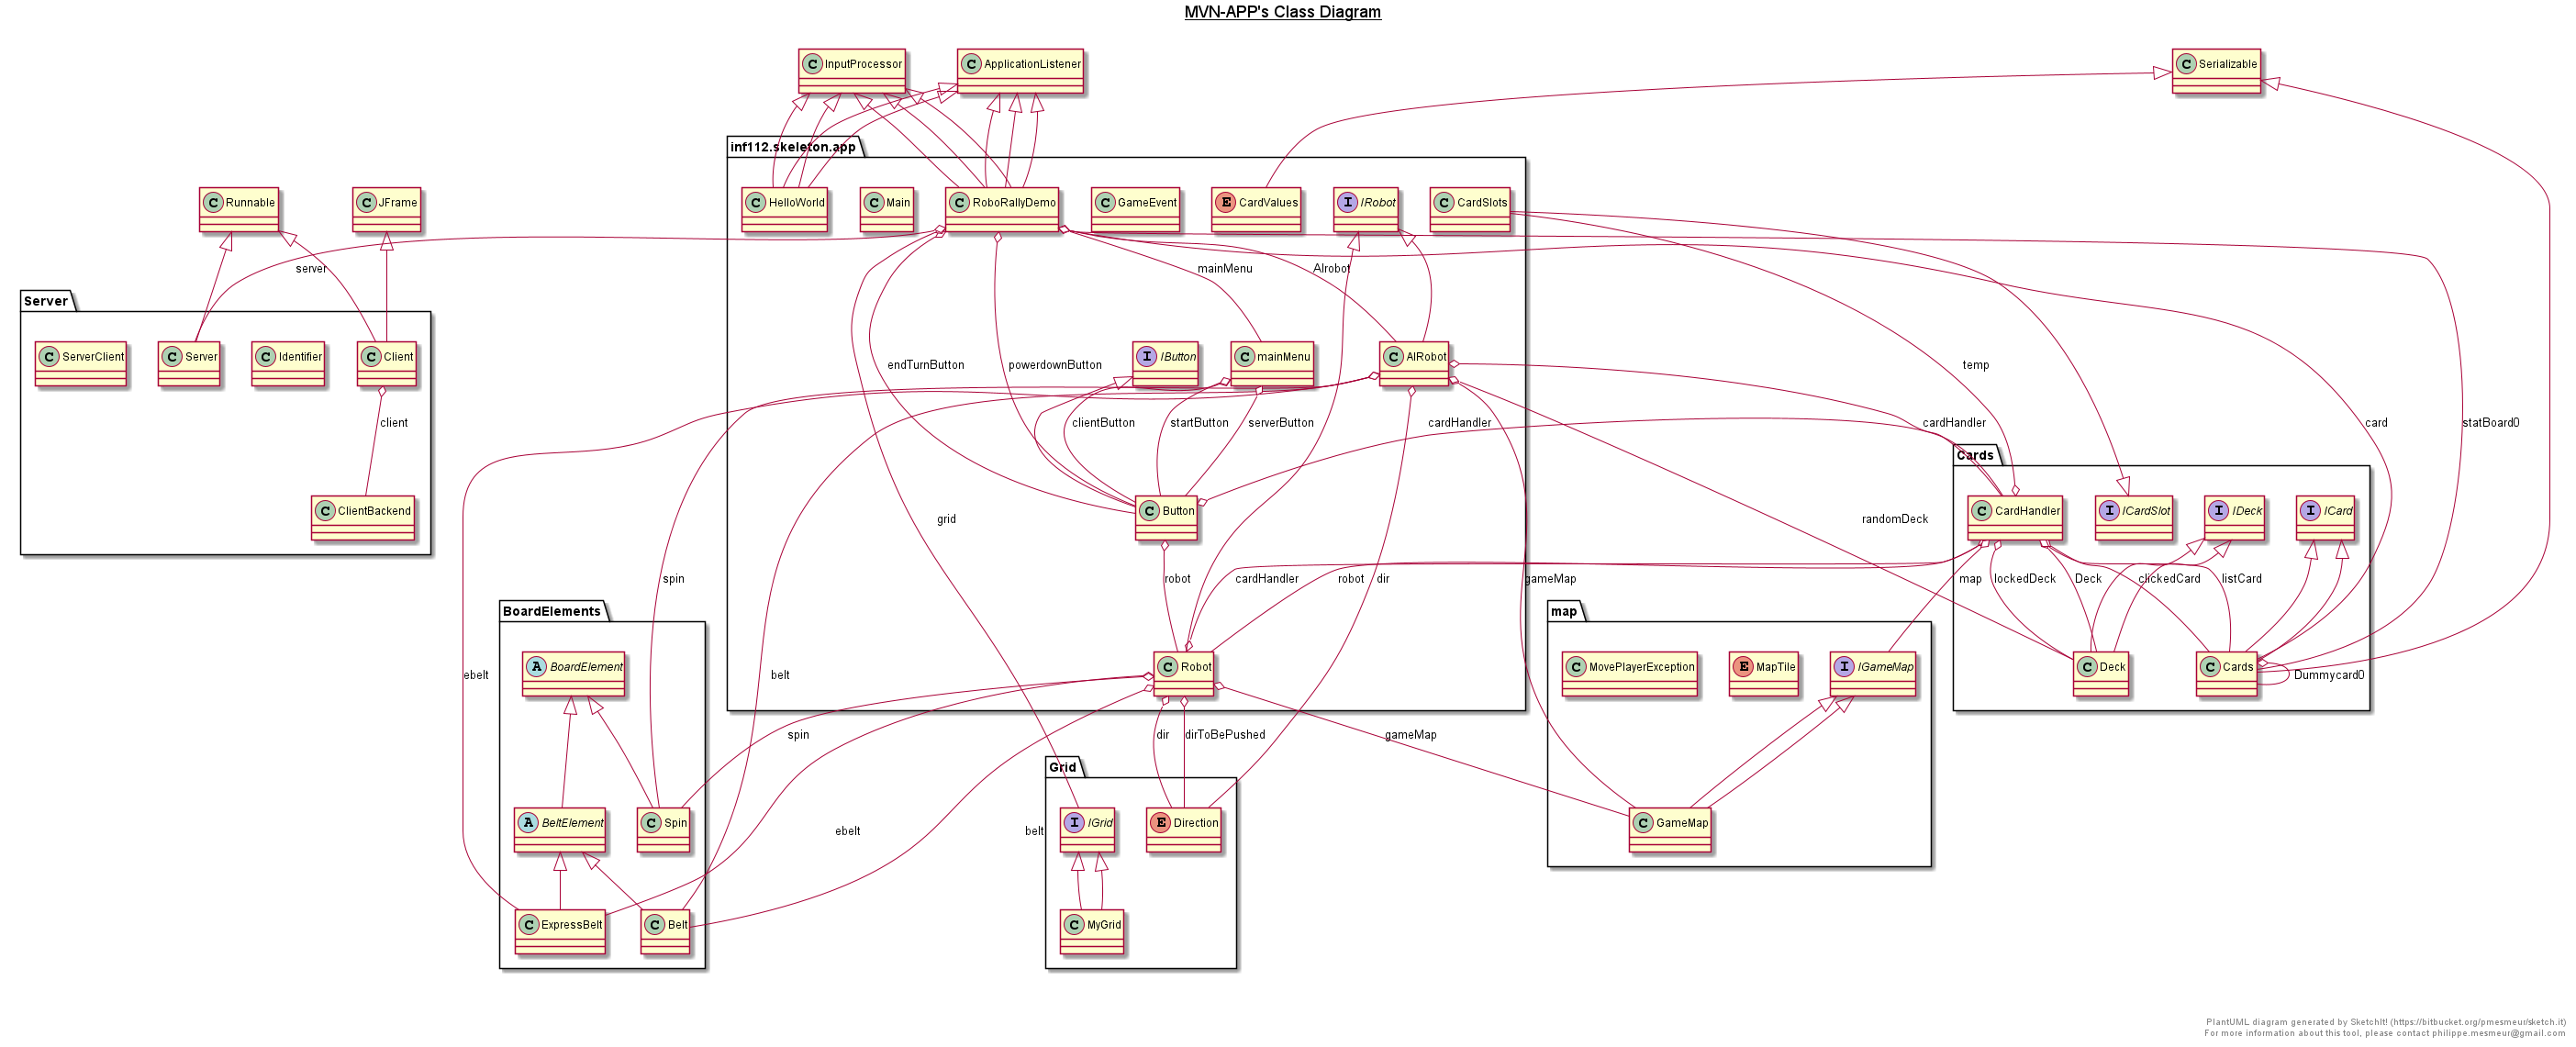 MVN-APP's Class Diagram
C InputProcessor
C ApplicationListener
C Serializable
inf112.skeleton.app
C Runnable
C JFrame
C HelloWorld
C Main
C RoboRallyDemo
C GameEvent
E CardValues
I IRobot
C CardSlots
server
mainMenu
AIrobot
Server
C ServerClient
C Server
C Identifier
C Client
I IButton
C mainMenu
C AIRobot
endTurnButton
powerdownButton
temp
client
clientButton
startButton
serverButton
cardHandler
cardHandler
card
statBoard0
Cards
C ClientBackend
C Button
C CardHandler
I ICardSlot
I IDeck
I ICard
grid
randomDeck
spin
robot
cardHandler
robot
dir
gameMap
map
lockedDeck
Deck
clickedCard
listCard
BoardElements
map
A BoardElement
C Robot
C MovePlayerException
E MapTile
I IGameMap
C Deck
C Cards
ebelt
belt
Dummycard0
spin
dir
dirToBePushed
gameMap
Grid
A BeltElement
C Spin
I IGrid
E Direction
C GameMap
ebelt
belt
C ExpressBelt
C Belt
C MyGrid
PlantUML diagram generated by SketchIt! (https://bitbucket.org/pmesmeur/sketch.it)
For more information about this tool, please contact philippe.mesmeur@gmail.com